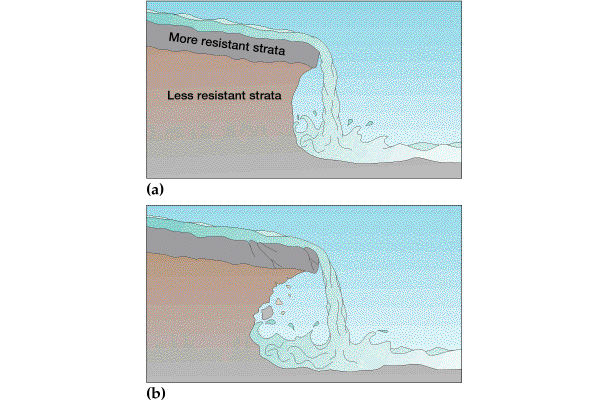 More resistant strata
Less resistant strata
(a)
(b)